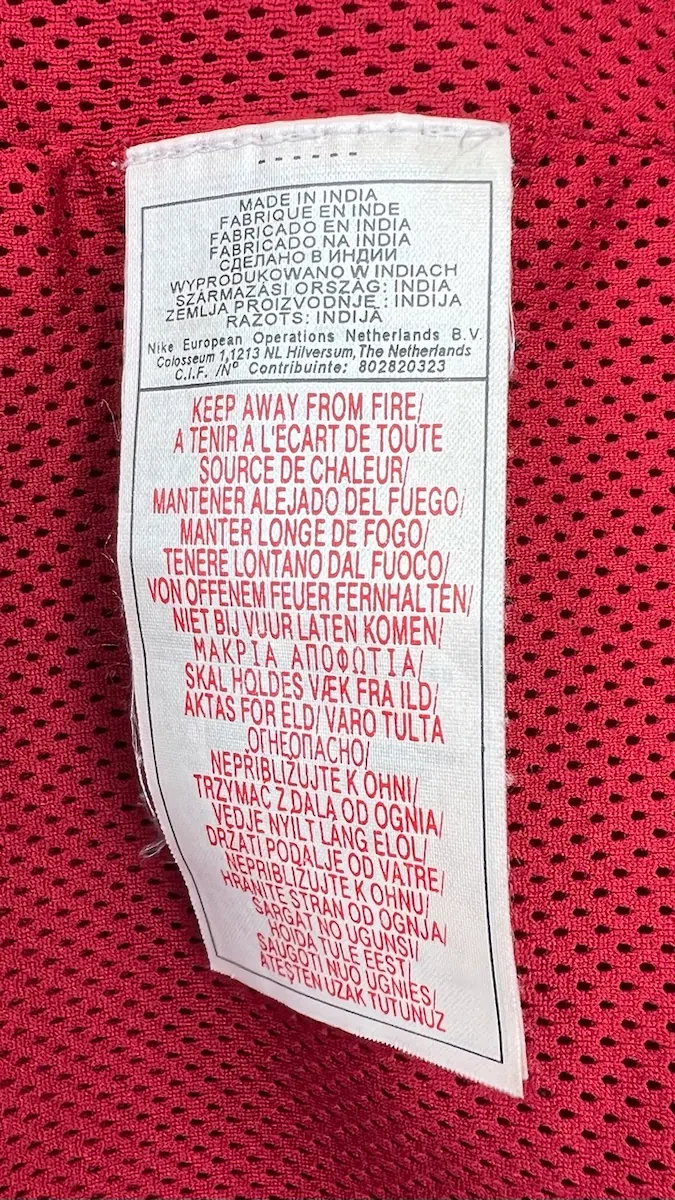 MADE IN INDIA
FABRIQUE EN INDE
FABRICADO EN INDIA
FABRICADO NA INDIA
СДЕЛАНО В ИНДИИ
WYPRODUKOWANO W INDIACH
SZÁRMAZÁSI ORSZÁG: INDIA
ZEMLJA PROIZVODNJE : INDIJA
RAŽOTS: INDIJĀ
Nike European Operations Netherlands B.V.
Colosseum 1,1213 NL Hilversum, The Netherlands
C.I.F. /Nº Contribuinte: 802820323
KEEP AWAY FROM FIRE/
A TENIR A L'ECART DE TOUTE
SOURCE DE CHALEUR/
MANTENER ALEJADO DEL FUEGO/
MANTER LONGE DE FOGO/
TENERE LONTANO DAL FUOCO/
VON OFFENEM FEUER FERNHALTEN/
NIET BIJ VUUR LATEN KOMEN/
ΜΑΚΡΙΑ ΑΠΟΦΩΤΙΑ/
SKAL HOLDES VÆK FRA ILD/
AKTAS FOR ELD/ VARO TULTA
ОГНЕОПАСНО/
NEPŘIBLIŽUJTE K OHNI/
TRZYMAĆ Z DALA OD OGNIA/
VEDJE NYILT LÁNG ELOL/
DRŽATI PODALJE OD VATRE/
NEPRIBLIŽUJTE K OHNU/
HRANITE STRAN OD OGNJA/
SARGAT NO UGUNS!/
HOIDA TULE EEST/
SAUGOTI NUO UGNIES/
ATEŞTEN UZAK TUTUNUZ